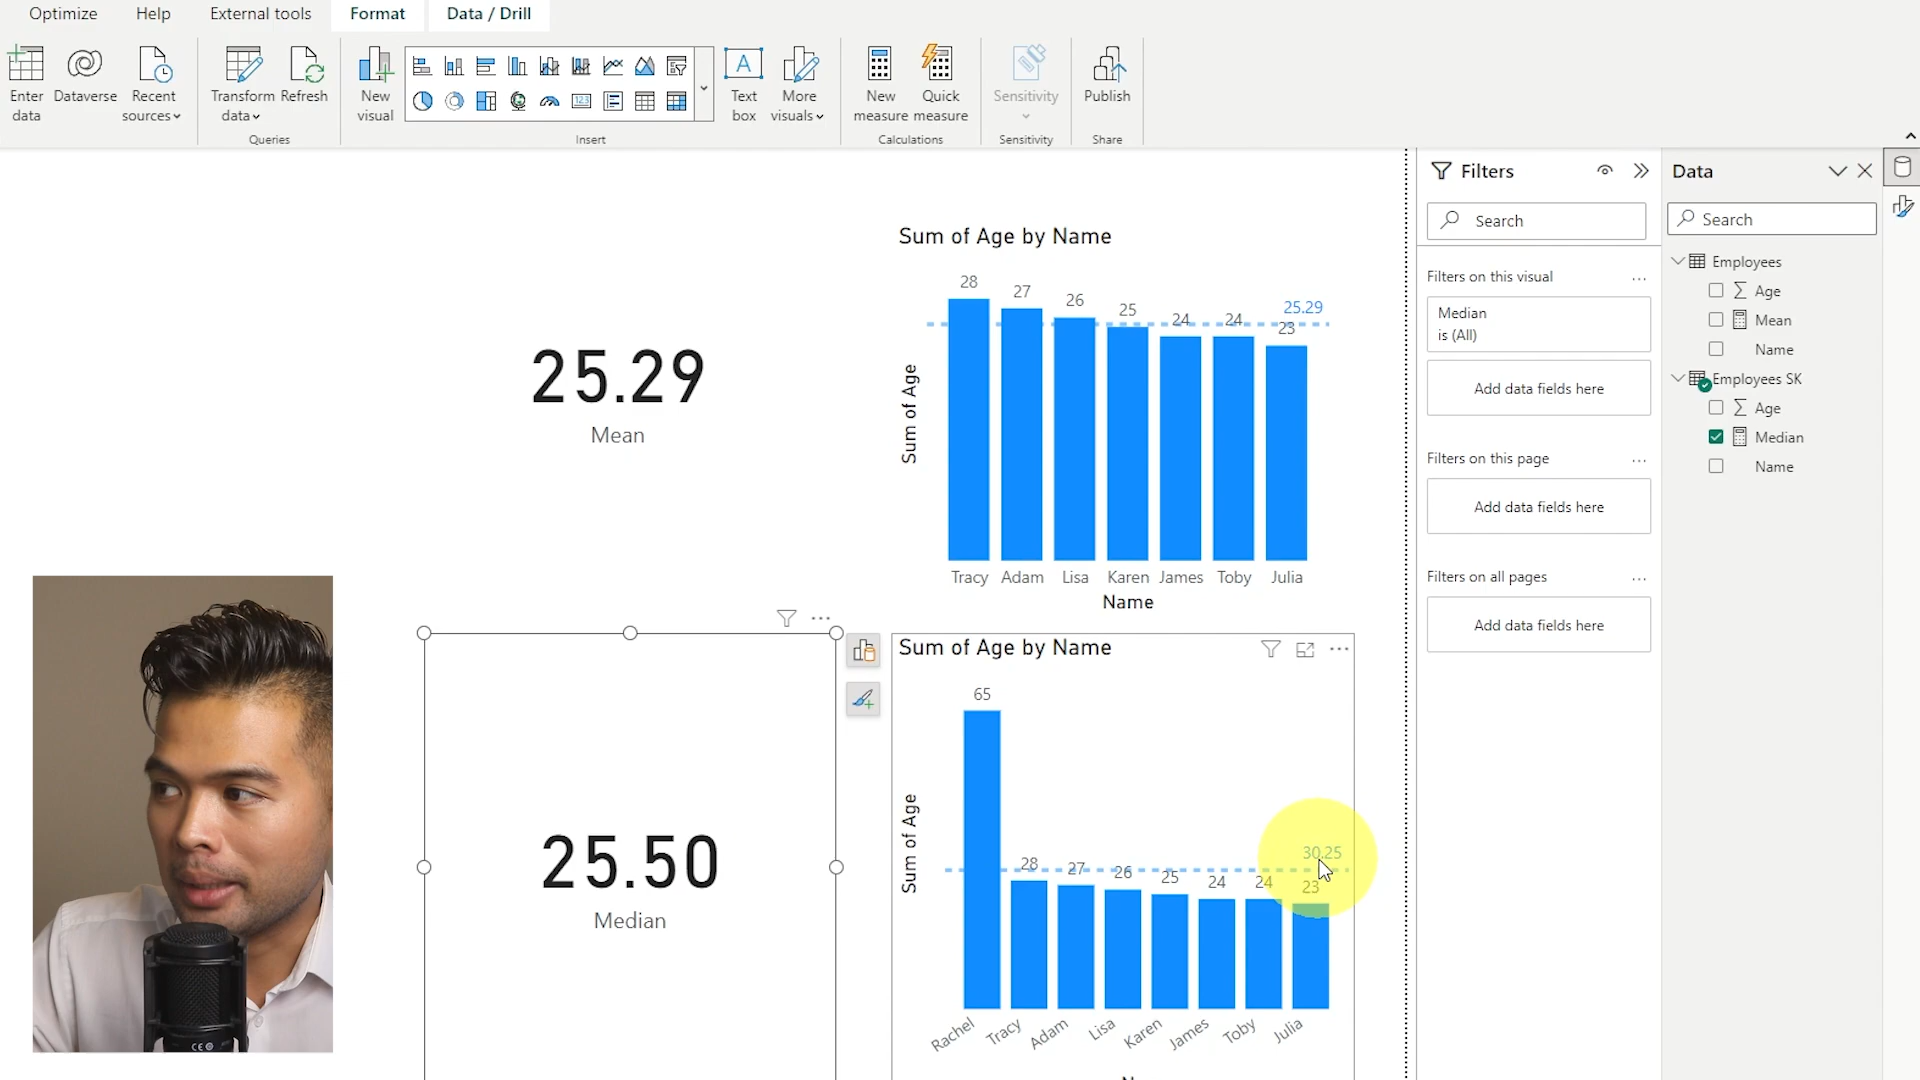 Optimize Help External tools Format Data / Drill
Enter data
Dataverse
Recent sources
Transform data
Refresh
Queries
New visual
123
Insert
A
Text box
More visuals
New measure
Quick measure
Calculations
Sensitivity
Sensitivity
Publish
Share
25.29
Mean
Sum of Age by Name
28 27 26 25 24 24 23
25.29
Sum of Age
Tracy Adam Lisa Karen James Toby Julia
Name
25.50
Median
Sum of Age by Name
65 28 27 26 25 24 24 23
30.25
Sum of Age
Rachel Tracy Adam Lisa Karen James Toby Julia
Filters
Search
Filters on this visual
Median
is (All)
Add data fields here
Filters on this page
Add data fields here
Filters on all pages
Add data fields here
Data
Search
Employees
Age
Mean
Name
Employees SK
Age
Median
Name
CE